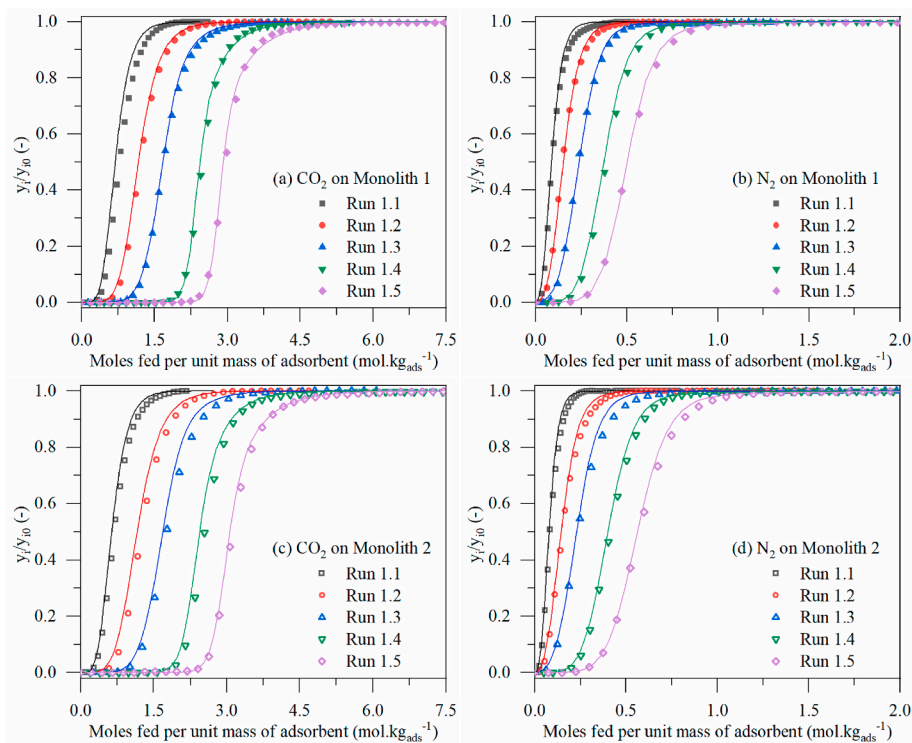 1.0
0.8
0.6
0.4
0.2
0.0
yᵢ/yᵢ₀ (-)
(a) CO₂ on Monolith 1
Run 1.1
Run 1.2
Run 1.3
Run 1.4
Run 1.5
0.0 1.5 3.0 4.5 6.0 7.5
Moles fed per unit mass of adsorbent (mol.kgₐdₛ⁻¹)
1.0
0.8
0.6
0.4
0.2
0.0
yᵢ/yᵢ₀ (-)
(b) N₂ on Monolith 1
Run 1.1
Run 1.2
Run 1.3
Run 1.4
Run 1.5
0.0 0.5 1.0 1.5 2.0
Moles fed per unit mass of adsorbent (mol.kgₐdₛ⁻¹)
1.0
0.8
0.6
0.4
0.2
0.0
yᵢ/yᵢ₀ (-)
(c) CO₂ on Monolith 2
Run 1.1
Run 1.2
Run 1.3
Run 1.4
Run 1.5
0.0 1.5 3.0 4.5 6.0 7.5
Moles fed per unit mass of adsorbent (mol.kgₐdₛ⁻¹)
1.0
0.8
0.6
0.4
0.2
0.0
yᵢ/yᵢ₀ (-)
(d) N₂ on Monolith 2
Run 1.1
Run 1.2
Run 1.3
Run 1.4
Run 1.5
0.0 0.5 1.0 1.5 2.0
Moles fed per unit mass of adsorbent (mol.kgₐdₛ⁻¹)